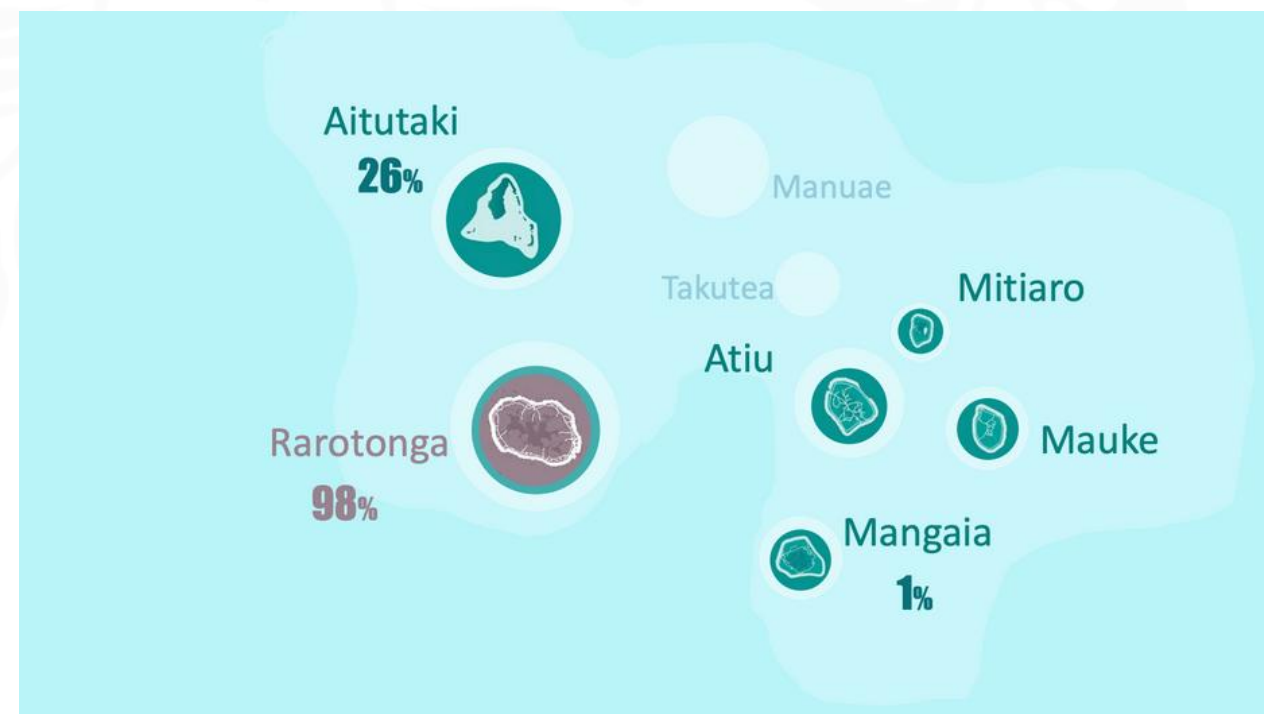 Aitutaki
26%
Manuae
Takutea
Mitiaro
Atiu
Rarotonga
98%
Mauke
Mangaia
1%